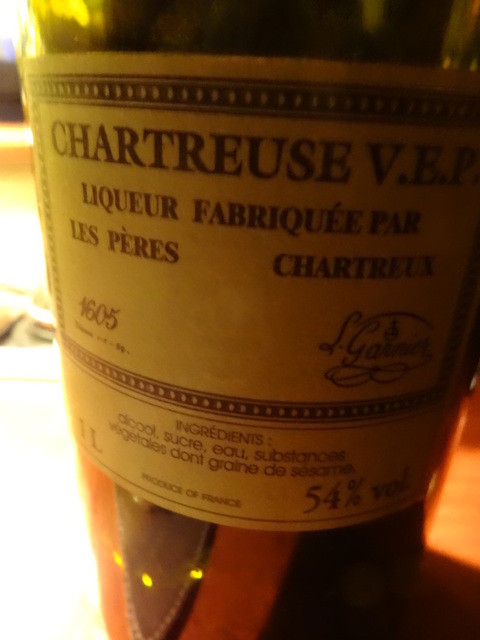 CHARTREUSE V.E.P.
LIQUEUR FABRIQUÉE PAR
LES PÈRES CHARTREUX
1605
L. Garnier
INGRÉDIENTS :
alcool, sucre, eau, substances
végétales dont graine de sésame.
1 L
PRODUCE OF FRANCE
54% vol.